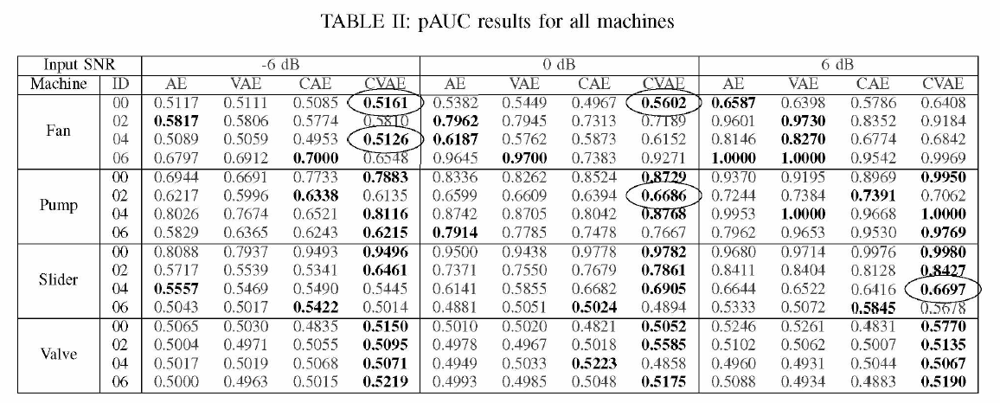 TABLE II: pAUC results for all machines
Input SNR -6 dB 0 dB 6 dB
Machine ID AE VAE CAE CVAE AE VAE CAE CVAE AE VAE CAE CVAE
Fan 00 0.5117 0.5111 0.5085 0.5161 0.5382 0.5449 0.4967 0.5602 0.6587 0.6398 0.5786 0.6408
02 0.5817 0.5806 0.5774 0.5810 0.7962 0.7945 0.7313 0.7189 0.9601 0.9730 0.8352 0.9184
04 0.5089 0.5059 0.4953 0.5126 0.6187 0.5762 0.5873 0.6152 0.8146 0.8270 0.6774 0.6842
06 0.6797 0.6912 0.7000 0.6548 0.9645 0.9700 0.7383 0.9271 1.0000 1.0000 0.9542 0.9969
Pump 00 0.6944 0.6691 0.7733 0.7883 0.8336 0.8262 0.8524 0.8729 0.9370 0.9195 0.8969 0.9950
02 0.6217 0.5996 0.6338 0.6135 0.6599 0.6609 0.6394 0.6686 0.7244 0.7384 0.7391 0.7062
04 0.8026 0.7674 0.6521 0.8116 0.8742 0.8705 0.8042 0.8768 0.9953 1.0000 0.9668 1.0000
06 0.5829 0.6365 0.6243 0.6215 0.7914 0.7785 0.7478 0.7667 0.7962 0.9653 0.9530 0.9769
Slider 00 0.8088 0.7937 0.9493 0.9496 0.9500 0.9438 0.9778 0.9782 0.9680 0.9714 0.9976 0.9980
02 0.5717 0.5539 0.5341 0.6461 0.7371 0.7550 0.7679 0.7861 0.8411 0.8404 0.8128 0.8427
04 0.5557 0.5469 0.5490 0.5445 0.6141 0.5855 0.6682 0.6905 0.6644 0.6522 0.6416 0.6697
06 0.5043 0.5017 0.5422 0.5014 0.4881 0.5051 0.5024 0.4894 0.5333 0.5072 0.5845 0.5678
Valve 00 0.5065 0.5030 0.4835 0.5150 0.5010 0.5020 0.4821 0.5052 0.5246 0.5261 0.4831 0.5770
02 0.5004 0.4971 0.5055 0.5095 0.4978 0.4967 0.5018 0.5585 0.5102 0.5062 0.5007 0.5135
04 0.5017 0.5019 0.5068 0.5071 0.4949 0.5033 0.5223 0.4858 0.4960 0.4931 0.5044 0.5067
06 0.5000 0.4963 0.5015 0.5219 0.4993 0.4985 0.5048 0.5175 0.5088 0.4934 0.4883 0.5190